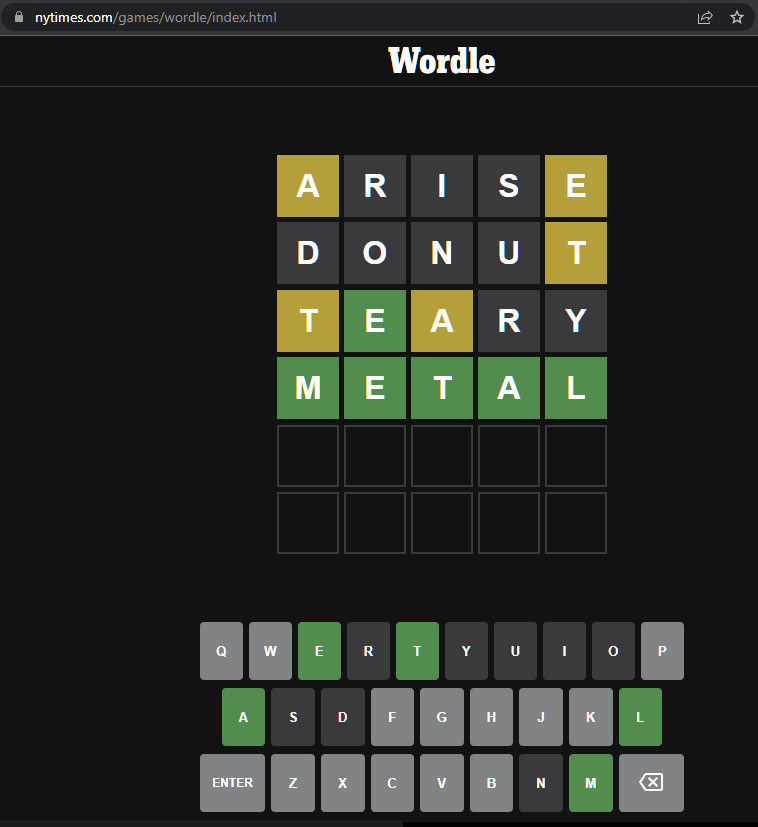 nytimes.com/games/wordle/index.html
Wordle
A R I S E
D O N U T
T E A R Y
M E T A L
Q W E R T Y U I O P
A S D F G H J K L
ENTER Z X C V B N M